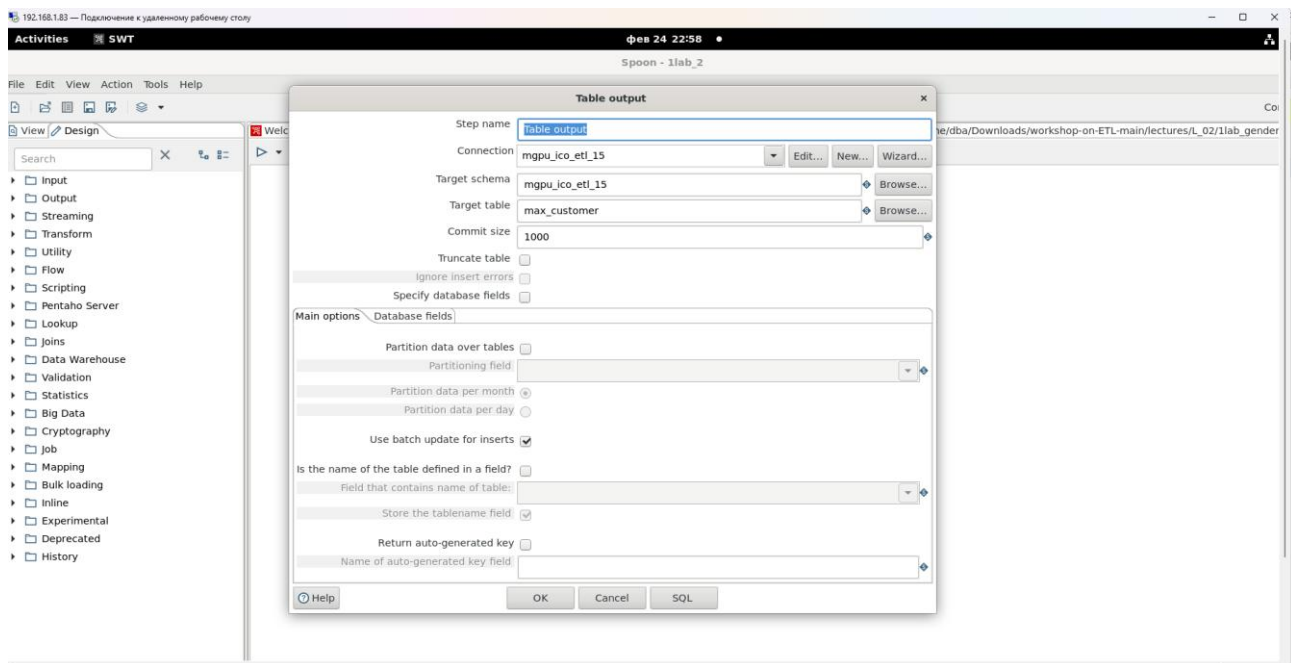 192.168.1.83 — Подключение к удаленному рабочему столу
Activities SWT фев 24 22:58
Spoon - 1lab_2
File Edit View Action Tools Help
View Design
Search
Input
Output
Streaming
Transform
Utility
Flow
Scripting
Pentaho Server
Lookup
Joins
Data Warehouse
Validation
Statistics
Big Data
Cryptography
Job
Mapping
Bulk loading
Inline
Experimental
Deprecated
History
Welc
e/dba/Downloads/workshop-on-ETL-main/lectures/L_02/1lab_gender
Table output
Step name Table output
Connection mgpu_ico_etl_15 Edit... New... Wizard...
Target schema mgpu_ico_etl_15 Browse...
Target table max_customer Browse...
Commit size 1000
Truncate table
Ignore insert errors
Specify database fields
Main options Database fields
Partition data over tables
Partitioning field
Partition data per month
Partition data per day
Use batch update for inserts
Is the name of the table defined in a field?
Field that contains name of table:
Store the tablename field
Return auto-generated key
Name of auto-generated key field
Help OK Cancel SQL